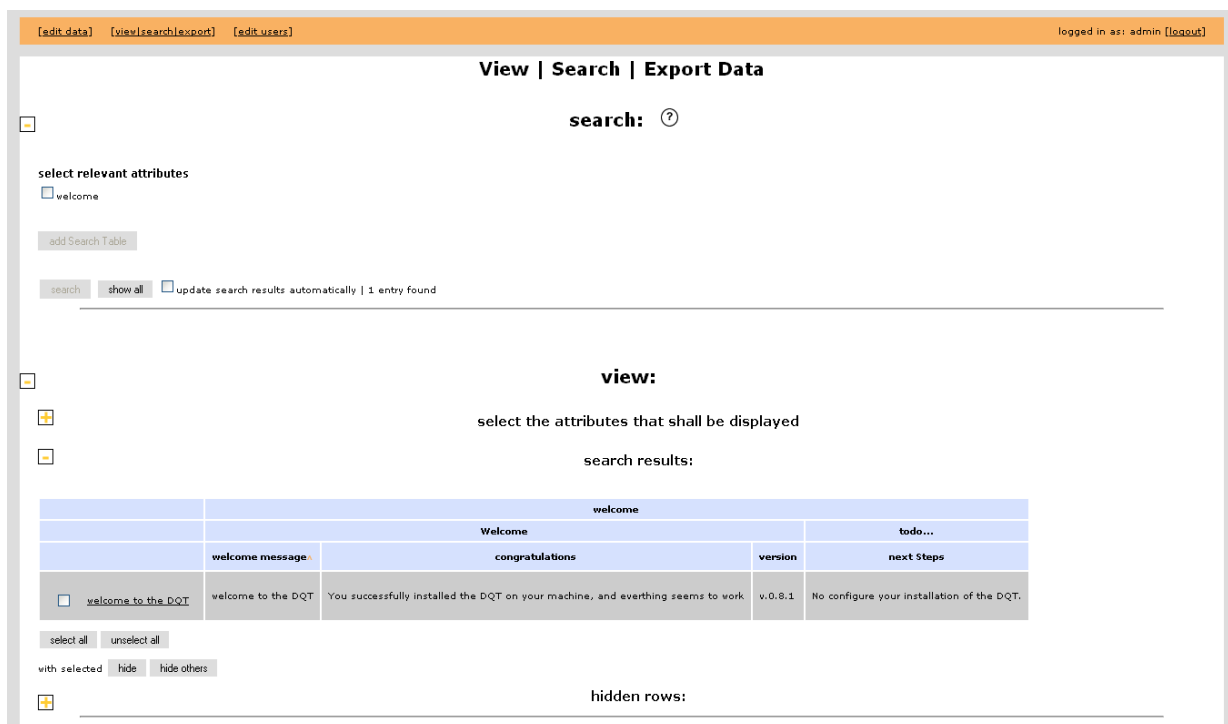 [edit data] [view|search|export] [edit users] logged in as: admin [logout]
View | Search | Export Data
search: ?
-
select relevant attributes
welcome
add Search Table
search show all update search results automatically | 1 entry found
view:
-
+
select the attributes that shall be displayed
-
search results:
welcome
Welcome todo...
welcome message^ congratulations version next Steps
welcome to the DQT welcome to the DQT You successfully installed the DQT on your machine, and everthing seems to work v.0.8.1 No configure your installation of the DQT.
select all unselect all
with selected hide hide others
+ hidden rows: